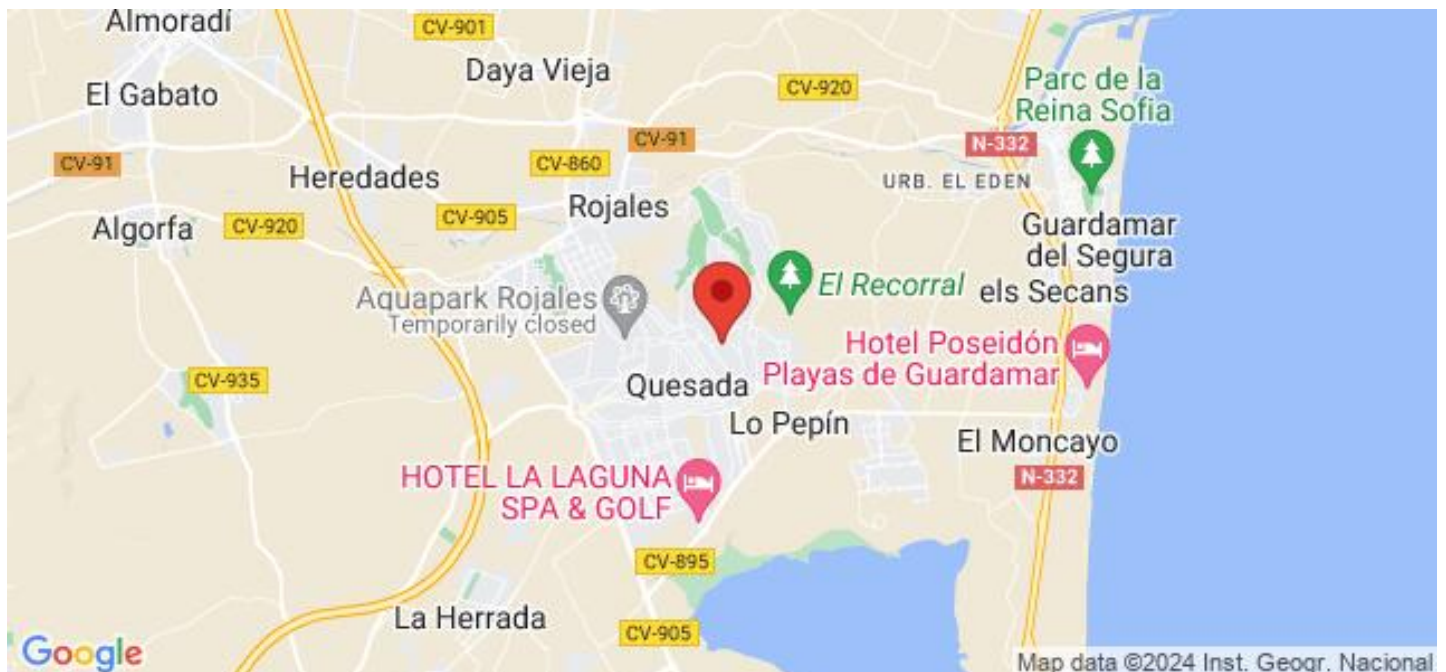 Almoradí
CV-901
Daya Vieja
El Gabato
CV-920
Parc de la
Reina Sofia
CV-91
N-332
CV-91
CV-860
Heredades
URB. EL EDEN
Rojales
CV-905
Algorfa
CV-920
Guardamar
del Segura
El Recorral
els Secans
Aquapark Rojales
Temporarily closed
Hotel Poseidón
Playas de Guardamar
CV-935
Quesada
Lo Pepín
El Moncayo
HOTEL LA LAGUNA
SPA & GOLF
N-332
CV-895
La Herrada
CV-905
Google
Map data ©2024 Inst. Geogr. Nacional